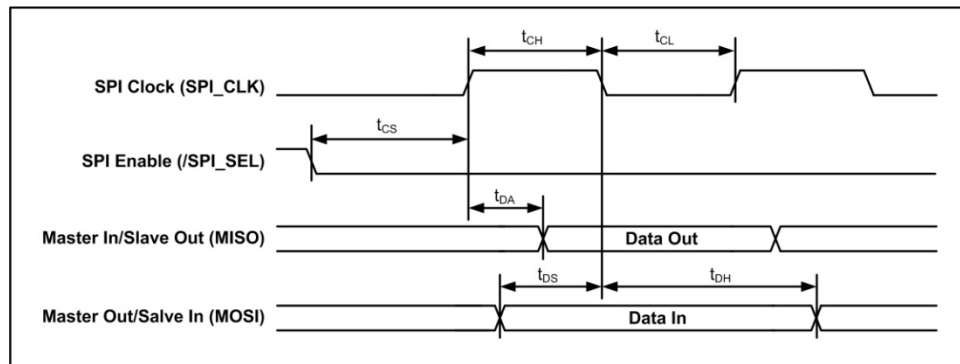 tCH
tCL
SPI Clock (SPI_CLK)
tCS
SPI Enable (/SPI_SEL)
tDA
Master In/Slave Out (MISO)
Data Out
tDS
tDH
Master Out/Salve In (MOSI)
Data In